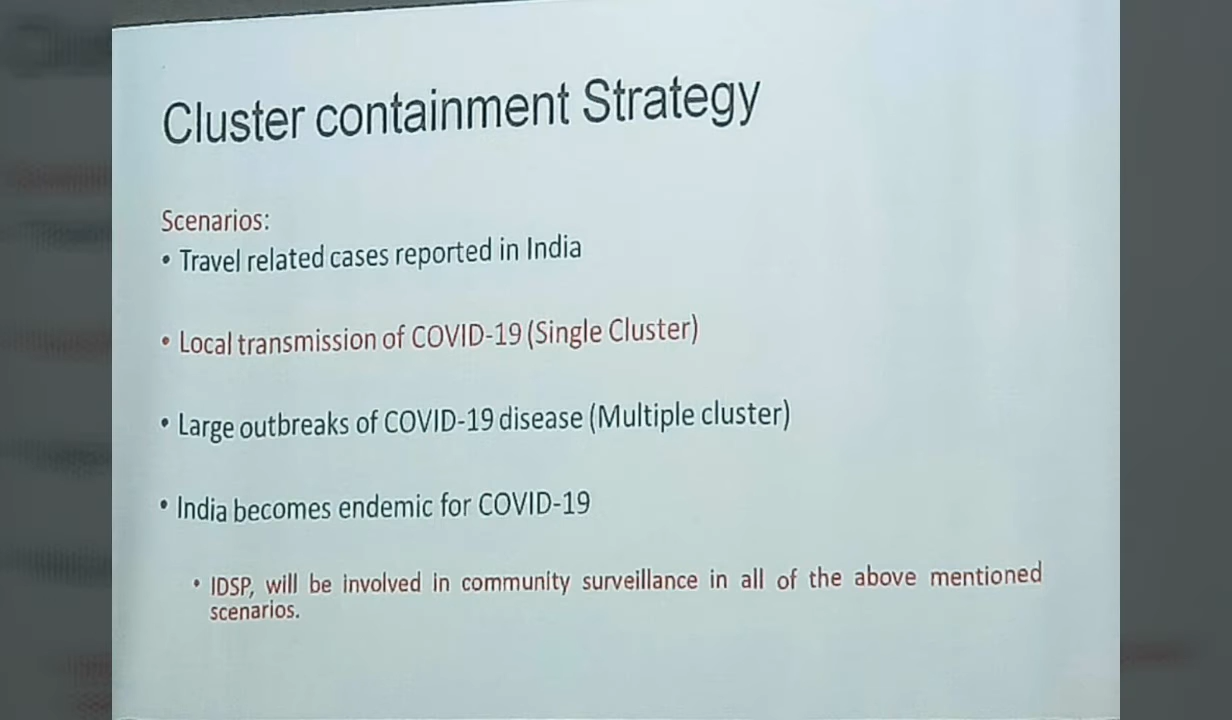 Cluster containment Strategy
Scenarios:
• Travel related cases reported in India
• Local transmission of COVID-19 (Single Cluster)
• Large outbreaks of COVID-19 disease (Multiple cluster)
• India becomes endemic for COVID-19
• IDSP, will be involved in community surveillance in all of the above mentioned
scenarios.